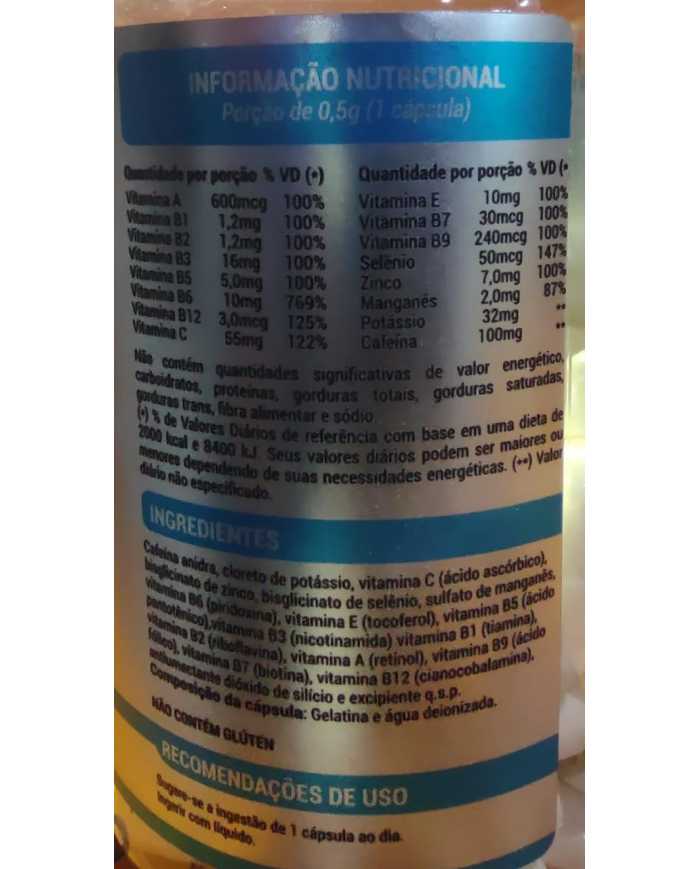 INFORMAÇÃO NUTRICIONAL
Porção de 0,5g (1 cápsula)
Quantidade por porção % VD (*)
Vitamina A 600mcg 100%
Vitamina B1 1,2mg 100%
Vitamina B2 1,2mg 100%
Vitamina B3 16mg 100%
Vitamina B5 5,0mg 100%
Vitamina B6 10mg 769%
Vitamina B12 3,0mcg 125%
Vitamina C 55mg 122%
Quantidade por porção % VD (*
Vitamina E 10mg 100%
Vitamina B7 30mcg 100%
Vitamina B9 240mcg 100%
Selênio 50mcg 147%
Zinco 7,0mg 100%
Manganês 2,0mg 87%
Potássio 32mg **
Cafeína 100mg **
Não contém quantidades significativas de valor energético,
carboidratos, proteínas, gorduras totais, gorduras saturadas,
gorduras trans, fibra alimentar e sódio.
(*) % de Valores Diários de referência com base em uma dieta de
2000 kcal e 8400 kJ. Seus valores diários podem ser maiores ou
menores dependendo de suas necessidades energéticas. (**) Valor
diário não especificado.
INGREDIENTES
Cafeína anidra, cloreto de potássio, vitamina C (ácido ascórbico),
bisglicinato de zinco, bisglicinato de selênio, sulfato de manganês,
vitamina B6 (piridoxina), vitamina E (tocoferol), vitamina B5 (ácido
pantotênico),vitamina B3 (nicotinamida) vitamina B1 (tiamina),
vitamina B2 (riboflavina), vitamina A (retinol), vitamina B9 (ácido
fólico), vitamina B7 (biotina), vitamina B12 (cianocobalamina),
antiumectante dióxido de silício e excipiente q.s.p.
Composição da cápsula: Gelatina e água deionizada.
NÃO CONTÉM GLÚTEN
RECOMENDAÇÕES DE USO
Sugere-se a ingestão de 1 cápsula ao dia.
Ingerir com líquido.